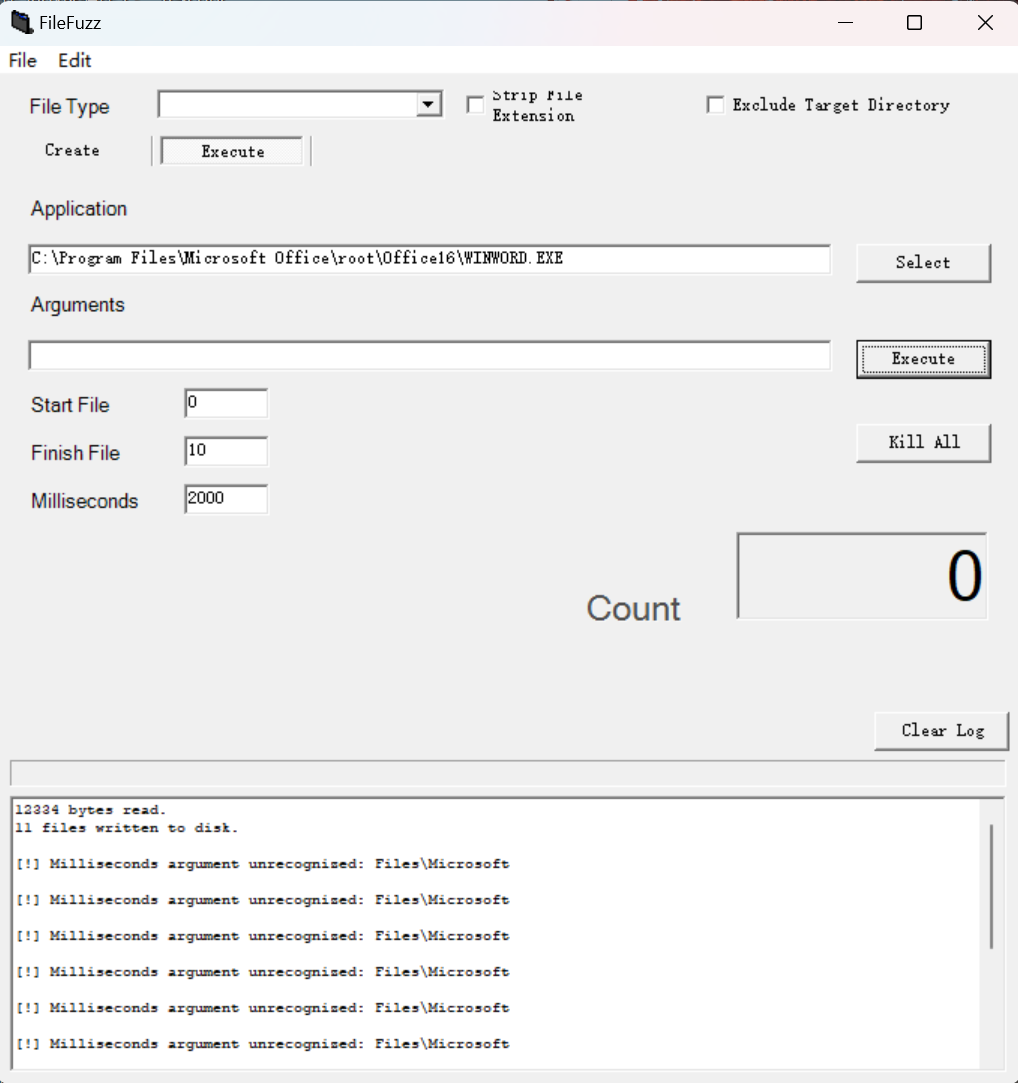 FileFuzz
File Edit
File Type
Strip File
Extension
Exclude Target Directory
Create
Execute
Application
C:\Program Files\Microsoft Office\root\Office16\WINWORD.EXE
Select
Arguments
Execute
Start File
0
Finish File
10
Kill All
Milliseconds
2000
Count
0
Clear Log
12334 bytes read.
11 files written to disk.
[!] Milliseconds argument unrecognized: Files\Microsoft
[!] Milliseconds argument unrecognized: Files\Microsoft
[!] Milliseconds argument unrecognized: Files\Microsoft
[!] Milliseconds argument unrecognized: Files\Microsoft
[!] Milliseconds argument unrecognized: Files\Microsoft
[!] Milliseconds argument unrecognized: Files\Microsoft